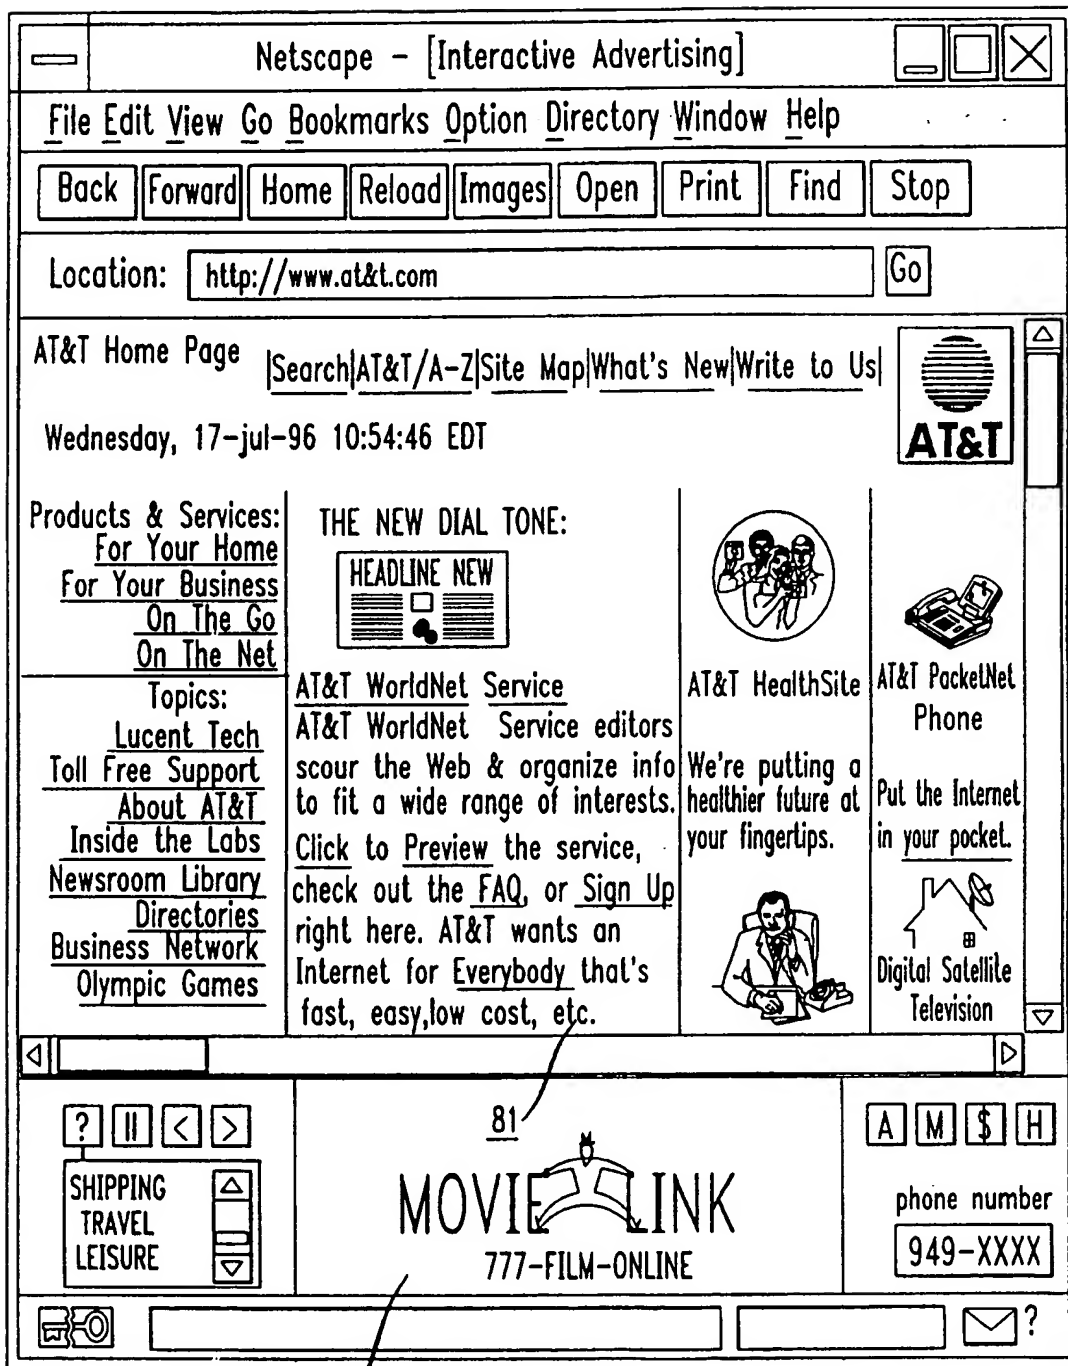 Netscape - [Interactive Advertising]
File Edit View Go Bookmarks Option Directory Window Help
Back Forward Home Reload Images Open Print Find Stop
Location: http://www.at&t.com Go
AT&T Home Page
|Search|AT&T/A-Z|Site Map|What's New|Write to Us|
AT&T
Wednesday, 17-jul-96 10:54:46 EDT
Products & Services:
For Your Home
For Your Business
On The Go
On The Net
Topics:
Lucent Tech
Toll Free Support
About AT&T
Inside the Labs
Newsroom Library
Directories
Business Network
Olympic Games
THE NEW DIAL TONE:
HEADLINE NEW
AT&T WorldNet Service
AT&T WorldNet Service editors
scour the Web & organize info
to fit a wide range of interests.
Click to Preview the service,
check out the FAQ, or Sign Up
right here. AT&T wants an
Internet for Everybody that's
fast, easy,low cost, etc.
AT&T HealthSite
We're putting a
healthier future at
your fingertips.
AT&T PocketNet
Phone
Put the Internet
in your pocket.
Digital Satellite
Television
? || < >
SHIPPING
TRAVEL
LEISURE
81
MOVIE LINK
777-FILM-ONLINE
A M $ H
phone number
949-XXXX
?